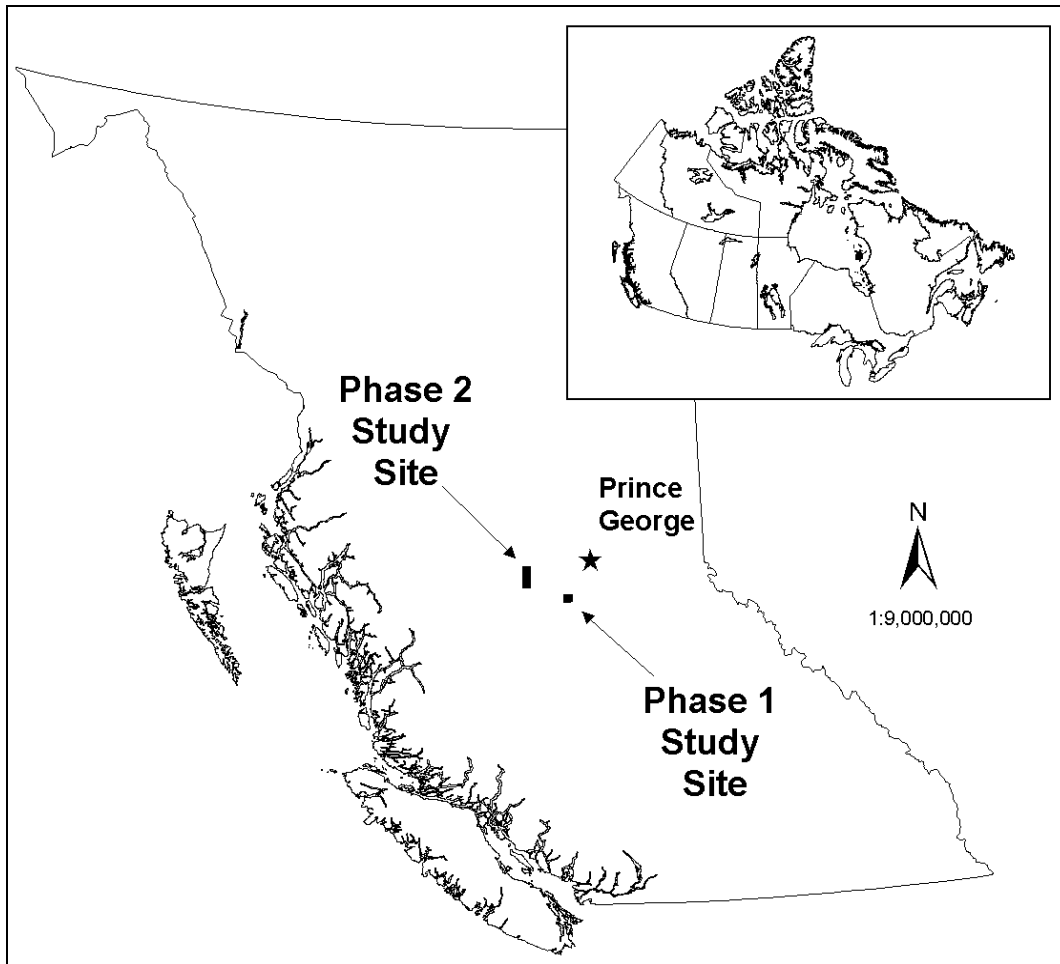 Phase 2
Study
Site
Prince
George
N
1:9,000,000
Phase 1
Study
Site